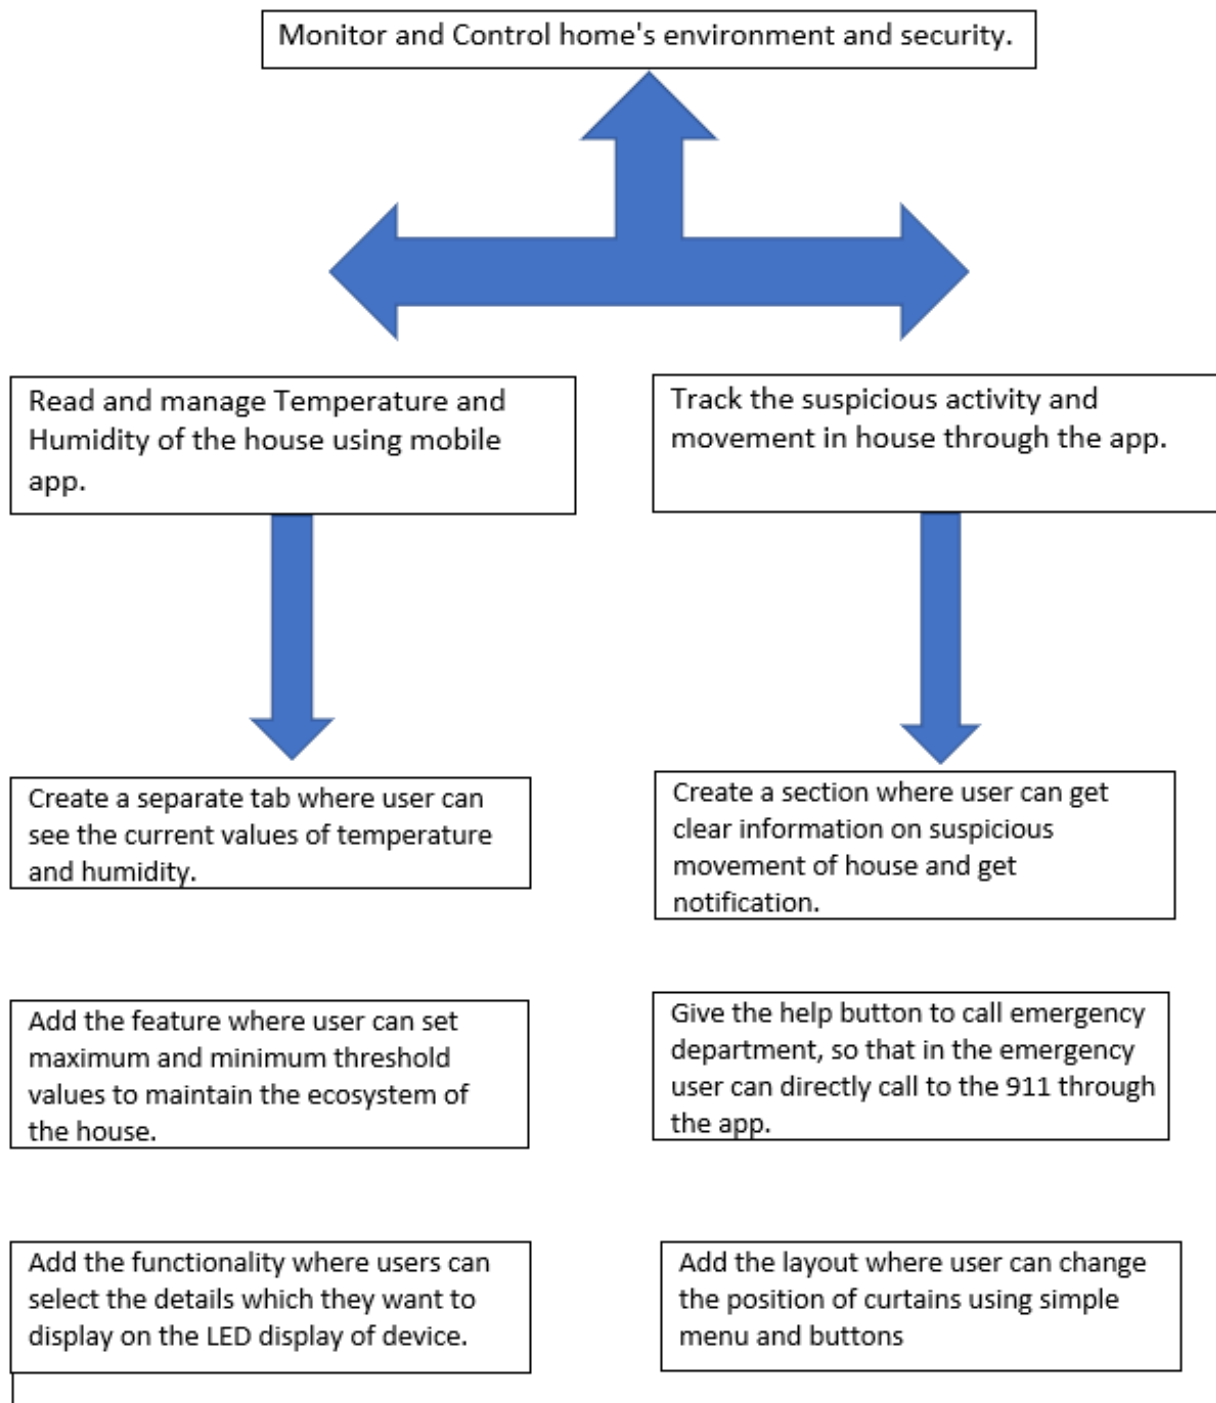 Monitor and Control home's environment and security.
Read and manage Temperature and
Humidity of the house using mobile
app.
Track the suspicious activity and
movement in house through the app.
Create a separate tab where user can
see the current values of temperature
and humidity.
Create a section where user can get
clear information on suspicious
movement of house and get
notification.
Add the feature where user can set
maximum and minimum threshold
values to maintain the ecosystem of
the house.
Give the help button to call emergency
department, so that in the emergency
user can directly call to the 911 through
the app.
Add the functionality where users can
select the details which they want to
display on the LED display of device.
Add the layout where user can change
the position of curtains using simple
menu and buttons